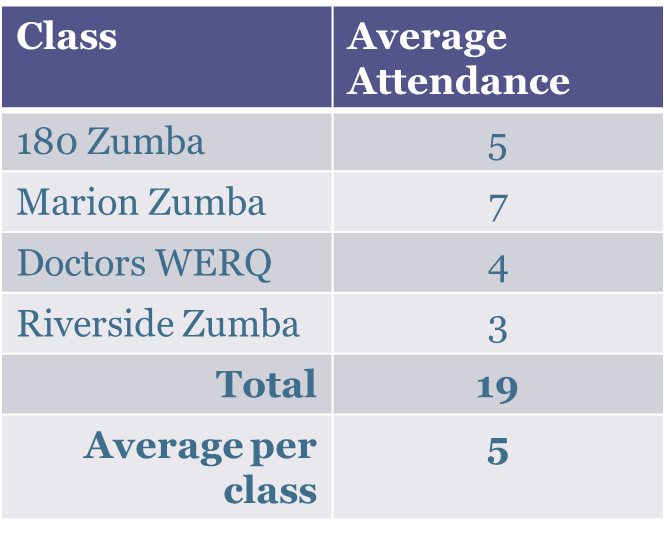 Class
Average
Attendance
180 Zumba
5
Marion Zumba
7
Doctors WERQ
4
Riverside Zumba
3
Total
19
Average per
class
5